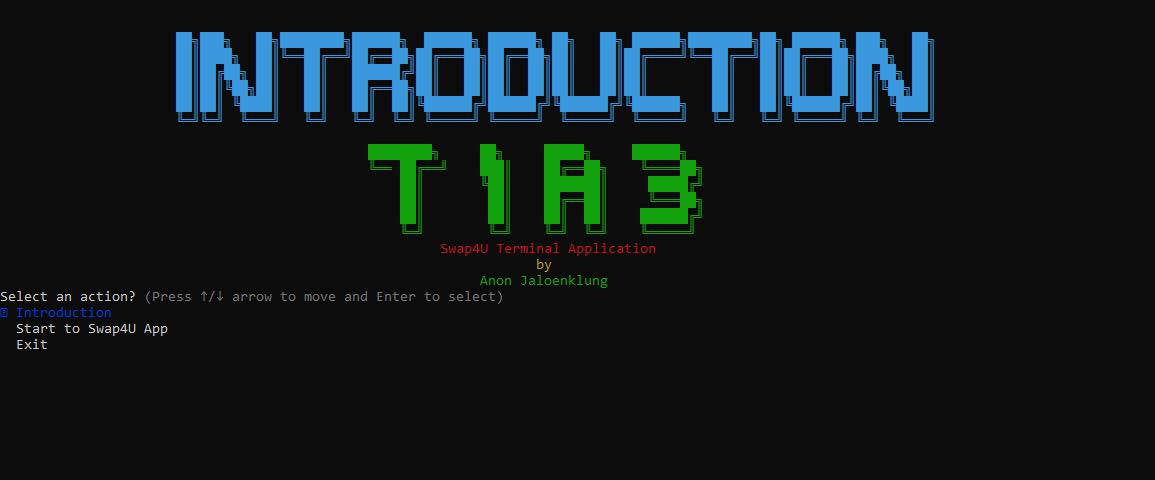 INTRODUCTION
T1A3
Swap4U Terminal Application
by
Anon Jaloenklung
Select an action? (Press ↑/↓ arrow to move and Enter to select)
Introduction
Start to Swap4U App
Exit